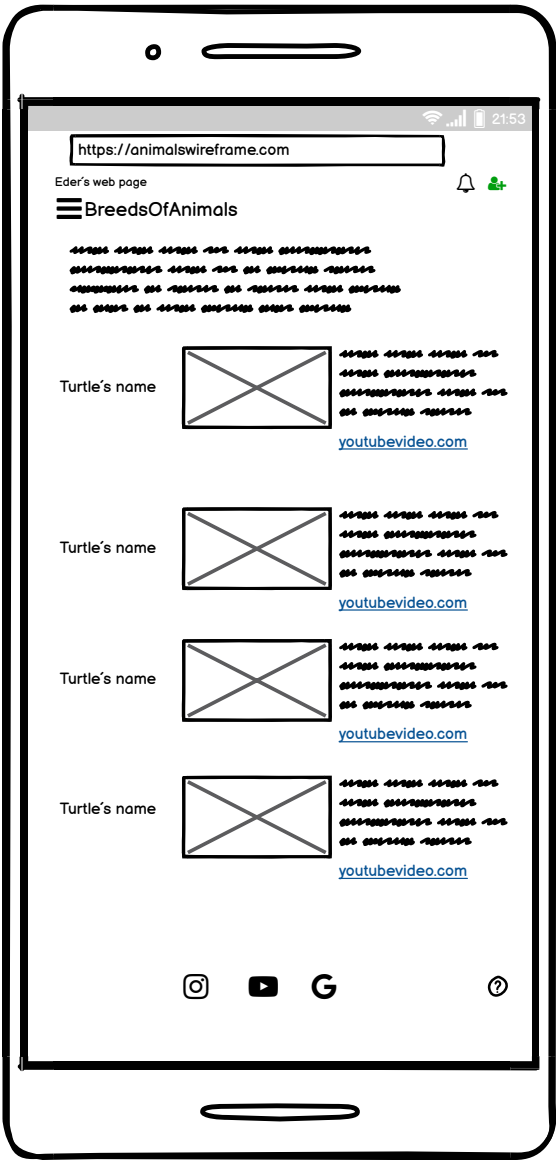 21:53
https://animalswireframe.com
Eder´s web page
BreedsOfAnimals
Turtle´s name
youtubevideo.com
Turtle´s name
youtubevideo.com
Turtle´s name
youtubevideo.com
Turtle´s name
youtubevideo.com